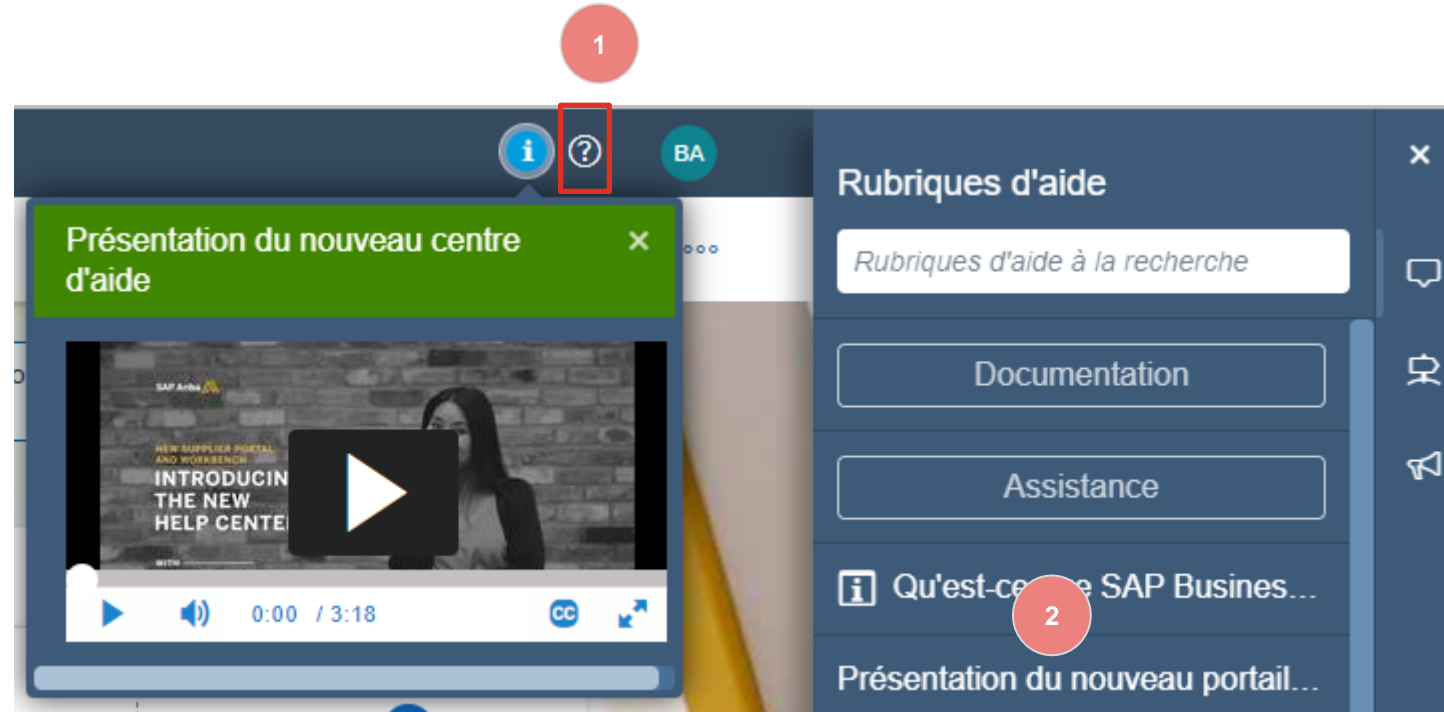 1
i ? BA
Présentation du nouveau centre
d'aide
SAP Ariba
NEW SUPPLIER PORTAL
AND WORKBENCH
INTRODUCIN
THE NEW
HELP CENTE
WITH
0:00 / 3:18
CC
Rubriques d'aide
Rubriques d'aide à la recherche
Documentation
Assistance
i Qu'est-ce e SAP Busines...
2
Présentation du nouveau portail...